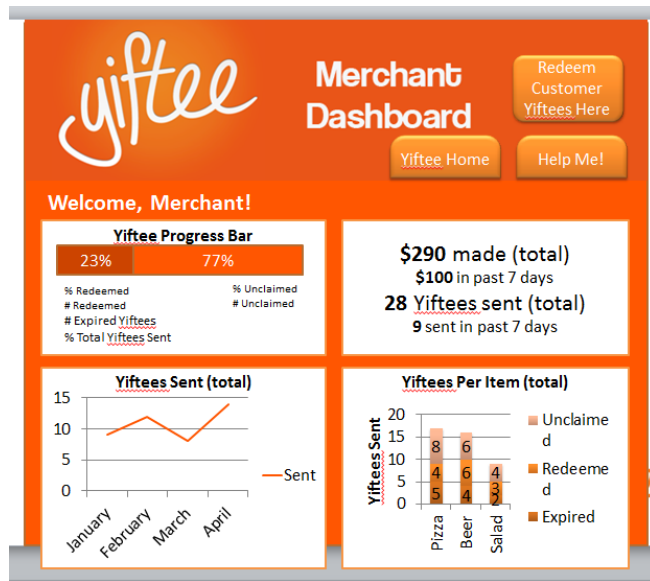 yiftee
Merchant
Dashboard
Redeem
Customer
Yiftees Here
Yiftee Home
Help Me!
Welcome, Merchant!
Yiftee Progress Bar
23%
77%
% Redeemed
# Redeemed
# Expired Yiftees
% Total Yiftees Sent
% Unclaimed
# Unclaimed
$290 made (total)
$100 in past 7 days
28 Yiftees sent (total)
9 sent in past 7 days
Yiftees Sent (total)
15
10
5
0
January
February
March
April
Sent
Yiftees Per Item (total)
Yiftees Sent
20
15
10
5
0
8
4
5
6
6
4
4
3
2
Pizza
Beer
Salad
Unclaime
d
Redeeme
d
Expired